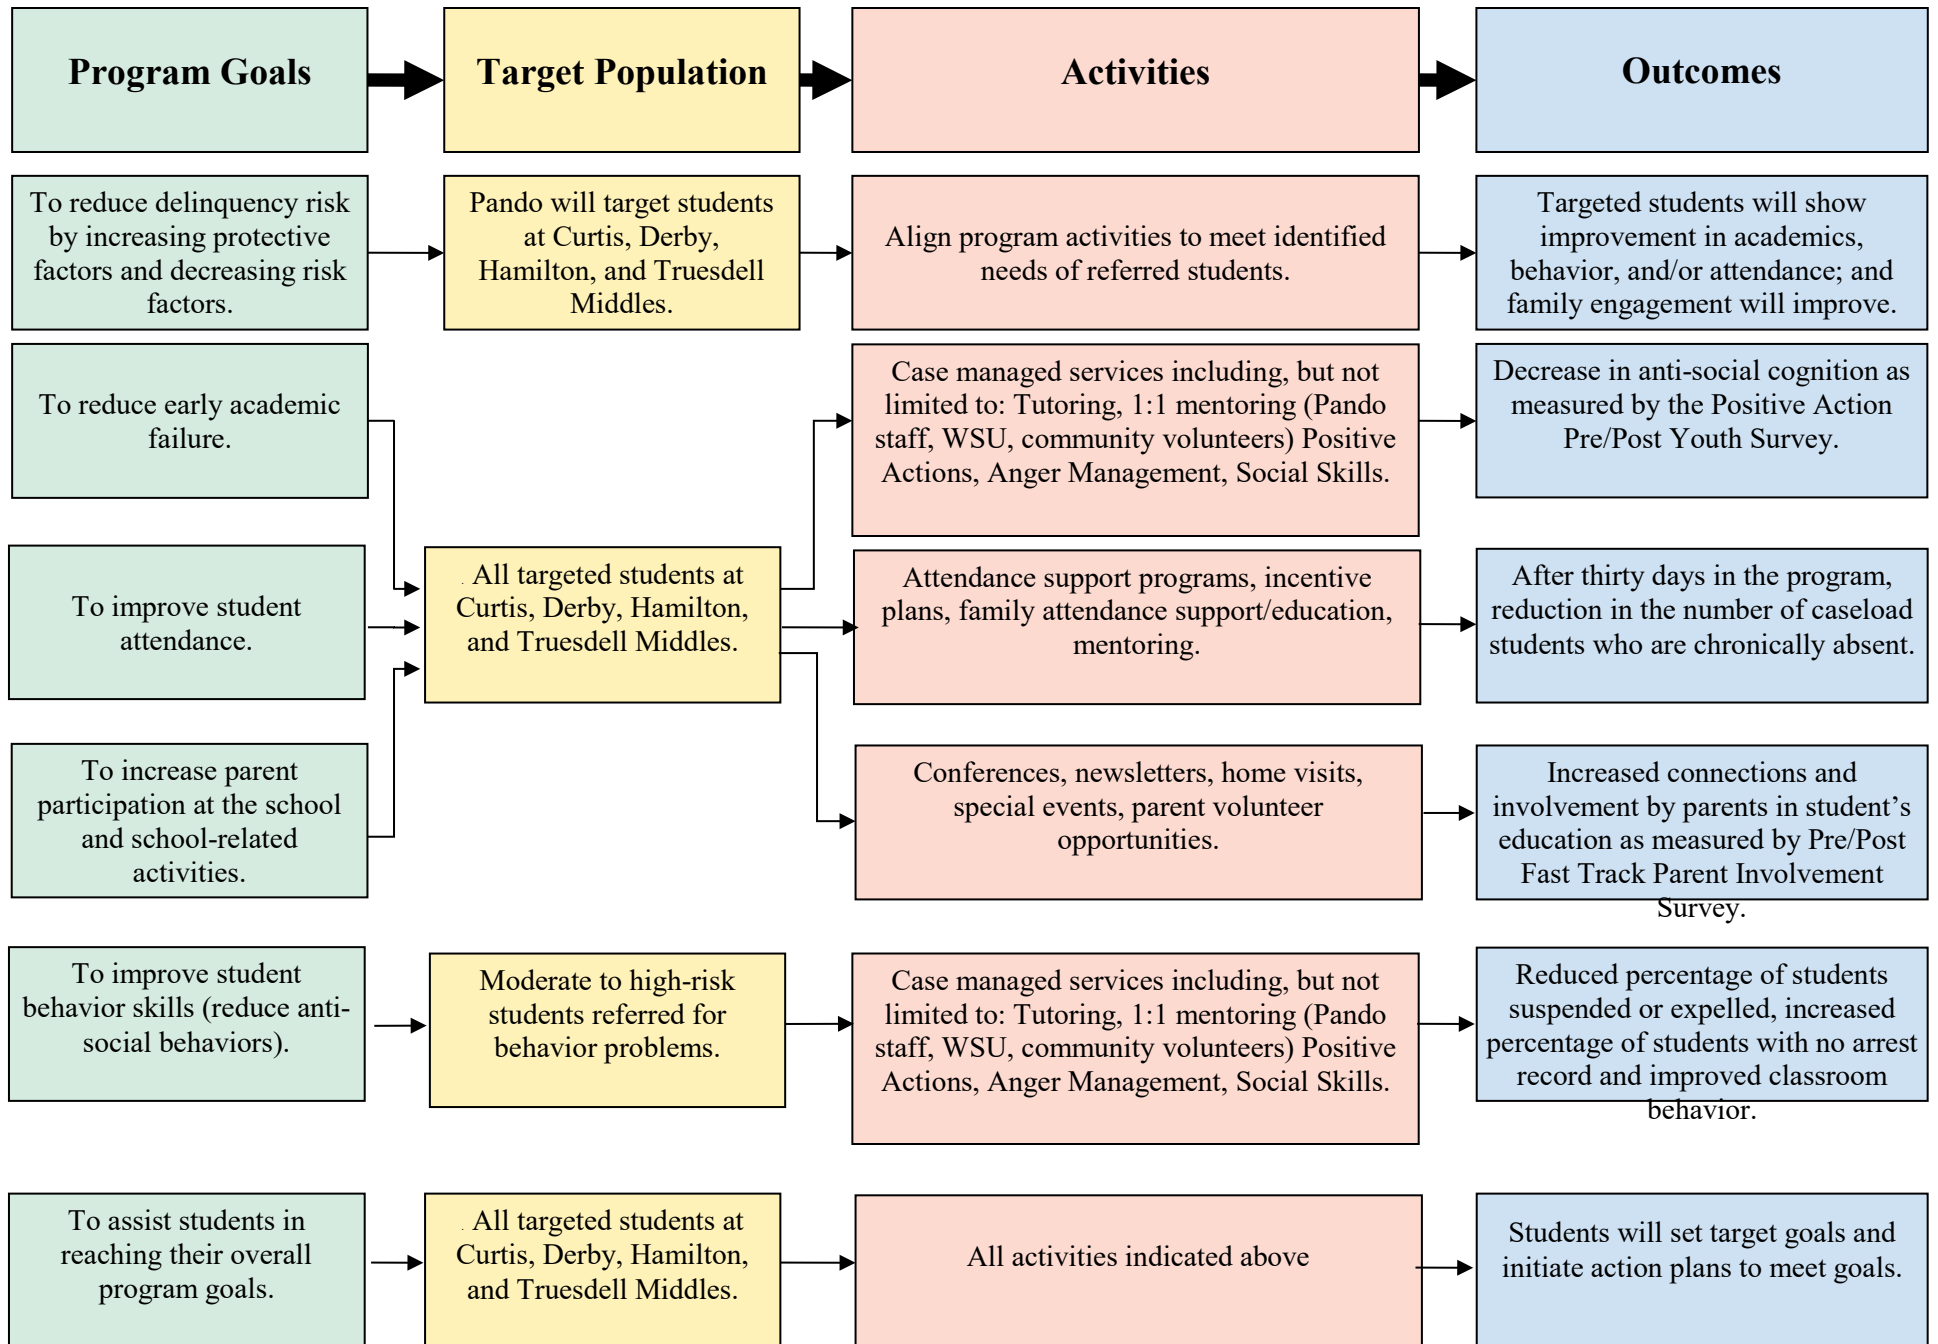 Program Goals
Target Population
Activities
Outcomes
To reduce delinquency risk
by increasing protective
factors and decreasing risk
factors.
Pando will target students
at Curtis, Derby,
Hamilton, and Truesdell
Middles.
Align program activities to meet identified
needs of referred students.
Targeted students will show
improvement in academics,
behavior, and/or attendance; and
family engagement will improve.
To reduce early academic
failure.
Case managed services including, but not
limited to: Tutoring, 1:1 mentoring (Pando
staff, WSU, community volunteers) Positive
Actions, Anger Management, Social Skills.
Decrease in anti-social cognition as
measured by the Positive Action
Pre/Post Youth Survey.
To improve student
attendance.
. All targeted students at
Curtis, Derby, Hamilton,
and Truesdell Middles.
Attendance support programs, incentive
plans, family attendance support/education,
mentoring.
After thirty days in the program,
reduction in the number of caseload
students who are chronically absent.
To increase parent
participation at the school
and school-related
activities.
Conferences, newsletters, home visits,
special events, parent volunteer
opportunities.
Increased connections and
involvement by parents in student’s
education as measured by Pre/Post
Fast Track Parent Involvement
Survey.
To improve student
behavior skills (reduce anti-
social behaviors).
Moderate to high-risk
students referred for
behavior problems.
Case managed services including, but not
limited to: Tutoring, 1:1 mentoring (Pando
staff, WSU, community volunteers) Positive
Actions, Anger Management, Social Skills.
Reduced percentage of students
suspended or expelled, increased
percentage of students with no arrest
record and improved classroom
behavior.
To assist students in
reaching their overall
program goals.
. All targeted students at
Curtis, Derby, Hamilton,
and Truesdell Middles.
All activities indicated above
Students will set target goals and
initiate action plans to meet goals.